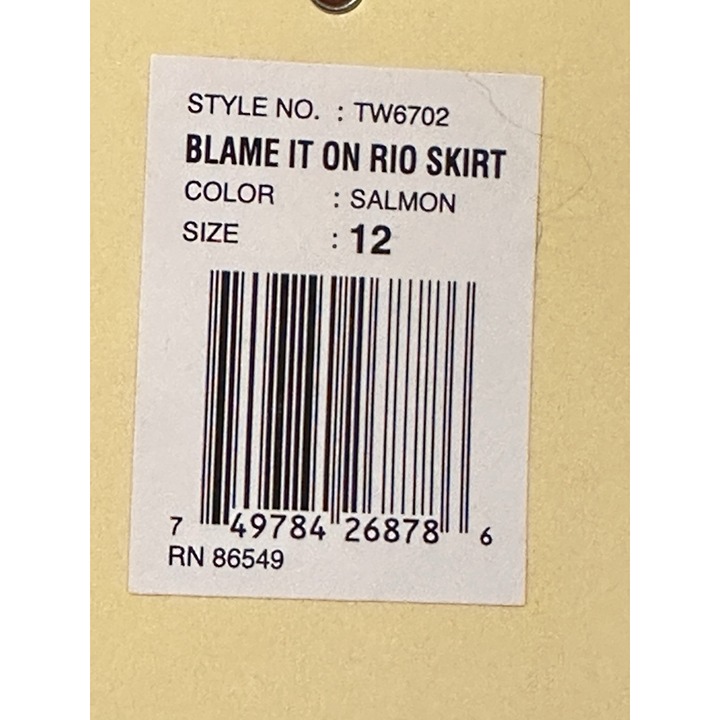 STYLE NO. : TW6702
BLAME IT ON RIO SKIRT
COLOR : SALMON
SIZE : 12
7 49784 26878 6
RN 86549